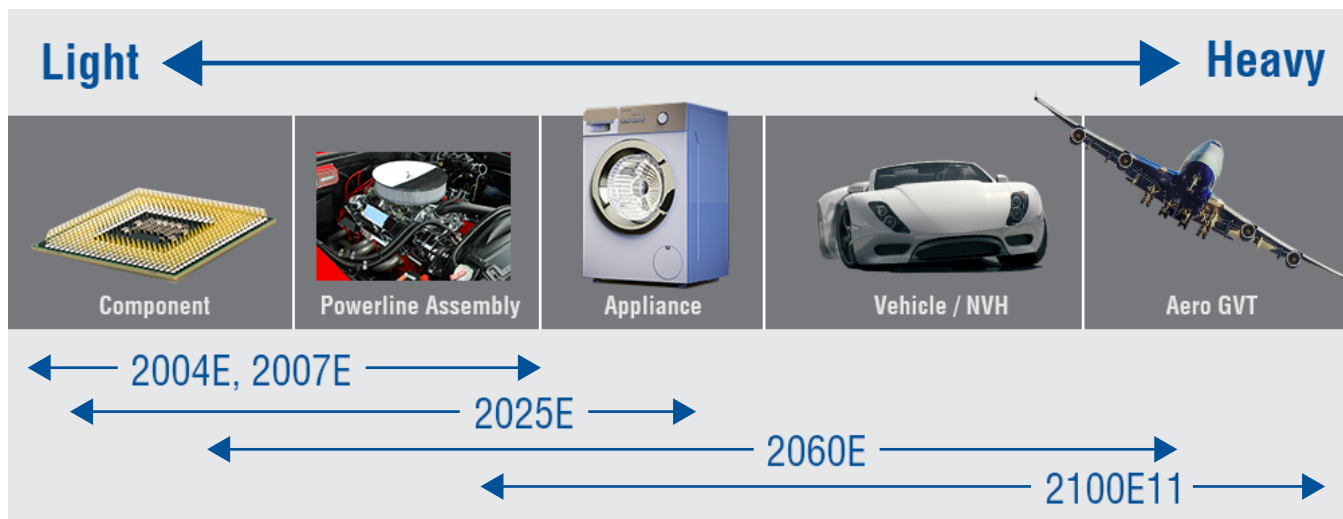 Light Heavy
Component Powerline Assembly Appliance Vehicle / NVH Aero GVT
2004E, 2007E
2025E
2060E
2100E11